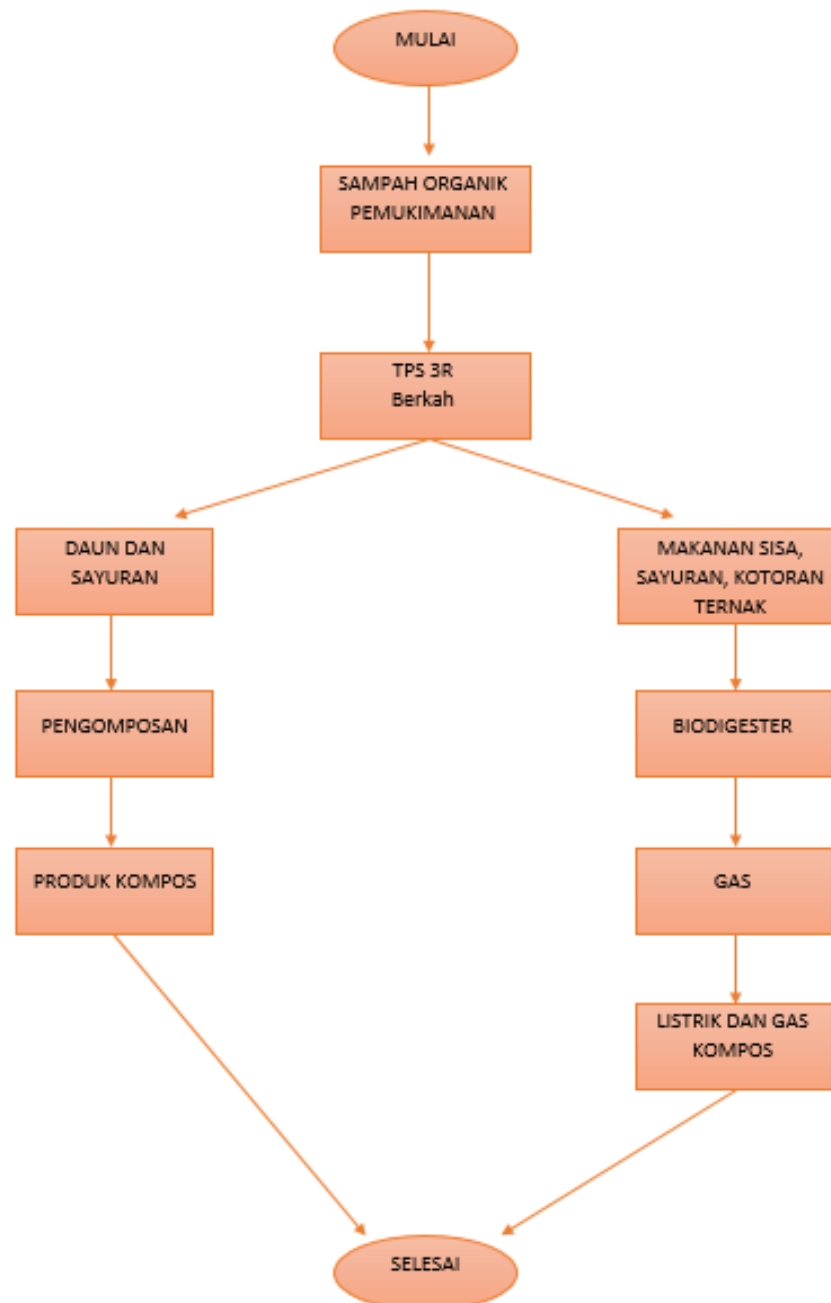 MULAI
SAMPAH ORGANIK
PEMUKIMANAN
TPS 3R
Berkah
DAUN DAN
SAYURAN
MAKANAN SISA,
SAYURAN, KOTORAN
TERNAK
PENGOMPOSAN
BIODIGESTER
PRODUK KOMPOS
GAS
LISTRIK DAN GAS
KOMPOS
SELESAI